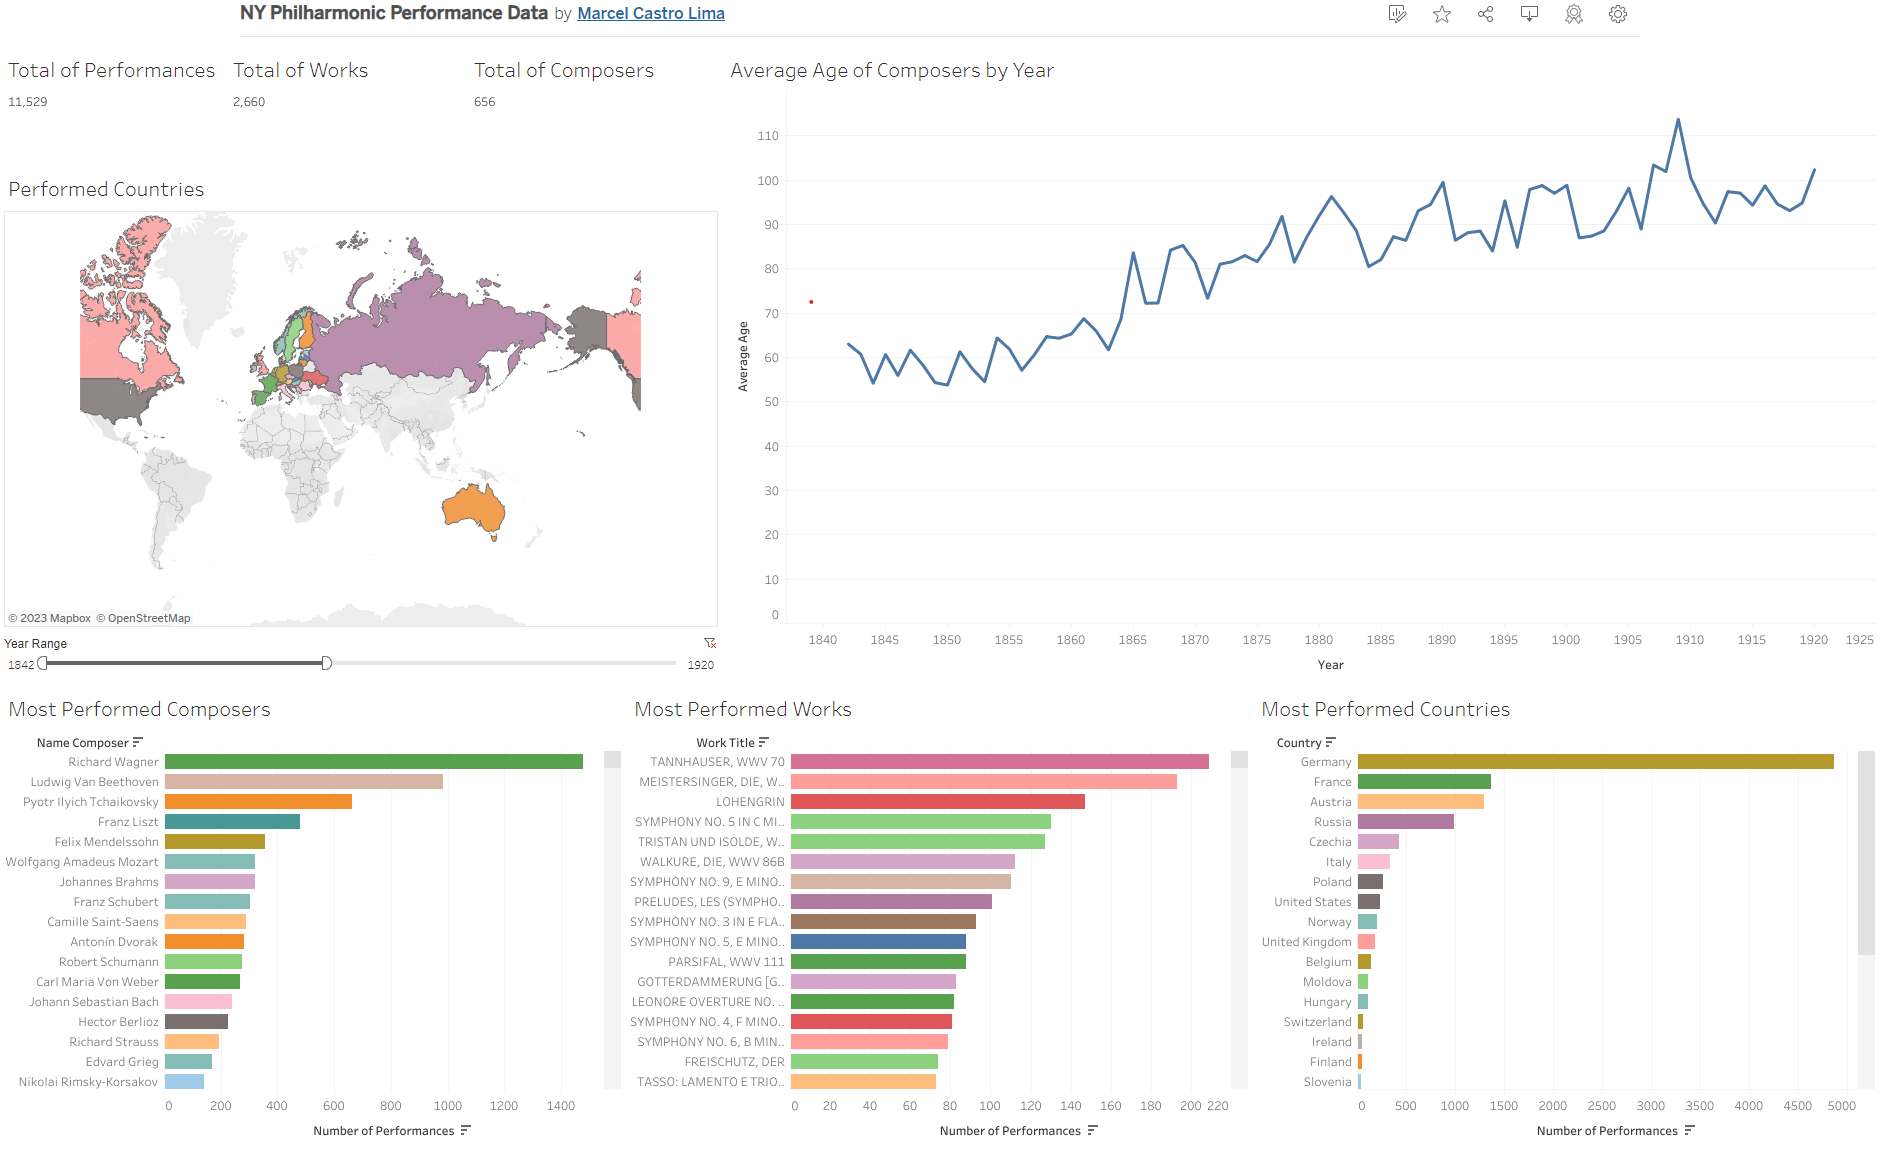 NY Philharmonic Performance Data by Marcel Castro Lima
Total of Performances
11,529
Total of Works
2,660
Total of Composers
656
Average Age of Composers by Year
110
100
90
80
70
60
50
40
30
20
10
0
Average Age
1840 1845 1850 1855 1860 1865 1870 1875 1880 1885 1890 1895 1900 1905 1910 1915 1920 1925
Year
Performed Countries
© 2023 Mapbox © OpenStreetMap
Year Range
1842 1920
Most Performed Composers
Name Composer
Richard Wagner
Ludwig Van Beethoven
Pyotr Ilyich Tchaikovsky
Franz Liszt
Felix Mendelssohn
Wolfgang Amadeus Mozart
Johannes Brahms
Franz Schubert
Camille Saint-Saens
Antonín Dvorak
Robert Schumann
Carl Maria Von Weber
Johann Sebastian Bach
Hector Berlioz
Richard Strauss
Edvard Grieg
Nikolai Rimsky-Korsakov
0 200 400 600 800 1000 1200 1400
Number of Performances
Most Performed Works
Work Title
TANNHAUSER, WWV 70
MEISTERSINGER, DIE, W..
LOHENGRIN
SYMPHONY NO. 5 IN C MI..
TRISTAN UND ISOLDE, W..
WALKURE, DIE, WWV 86B
SYMPHONY NO. 9, E MINO..
PRELUDES, LES (SYMPHO..
SYMPHONY NO. 3 IN E FLA..
SYMPHONY NO. 5, E MINO..
PARSIFAL, WWV 111
GOTTERDAMMERUNG [G..
LEONORE OVERTURE NO. ..
SYMPHONY NO. 4, F MINO..
SYMPHONY NO. 6, B MIN..
FREISCHUTZ, DER
TASSO: LAMENTO E TRIO..
0 20 40 60 80 100 120 140 160 180 200 220
Number of Performances
Most Performed Countries
Country
Germany
France
Austria
Russia
Czechia
Italy
Poland
United States
Norway
United Kingdom
Belgium
Moldova
Hungary
Switzerland
Ireland
Finland
Slovenia
0 500 1000 1500 2000 2500 3000 3500 4000 4500 5000
Number of Performances